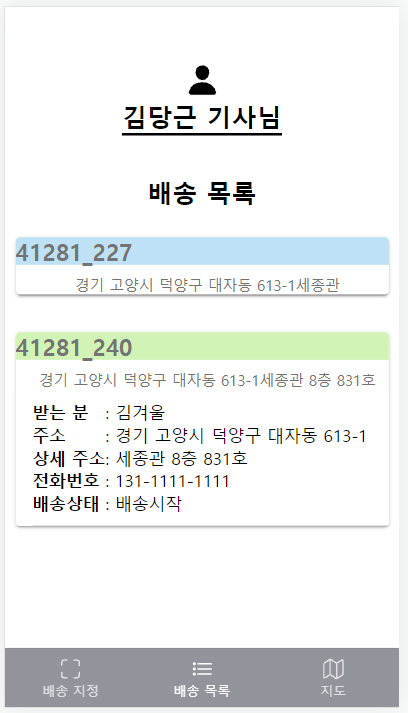 김당근 기사님
배송 목록
41281_227
경기 고양시 덕양구 대자동 613-1세종관
41281_240
경기 고양시 덕양구 대자동 613-1세종관 8층 831호
받는 분 : 김겨울
주소 : 경기 고양시 덕양구 대자동 613-1
상세 주소: 세종관 8층 831호
전화번호 : 131-1111-1111
배송상태 : 배송시작
배송 지정 배송 목록 지도